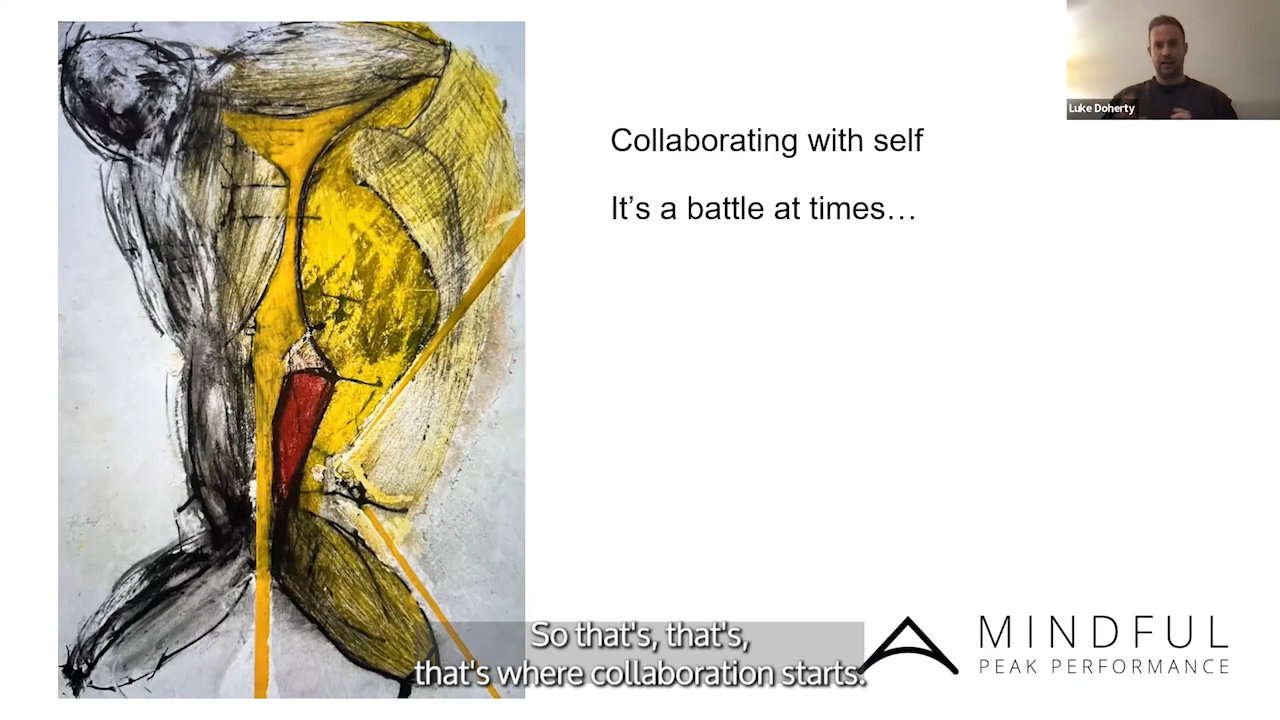 Luke Doherty
Collaborating with self
It's a battle at times…
So that's, that's,
that's where collaboration starts.
MINDFUL
PEAK PERFORMANCE